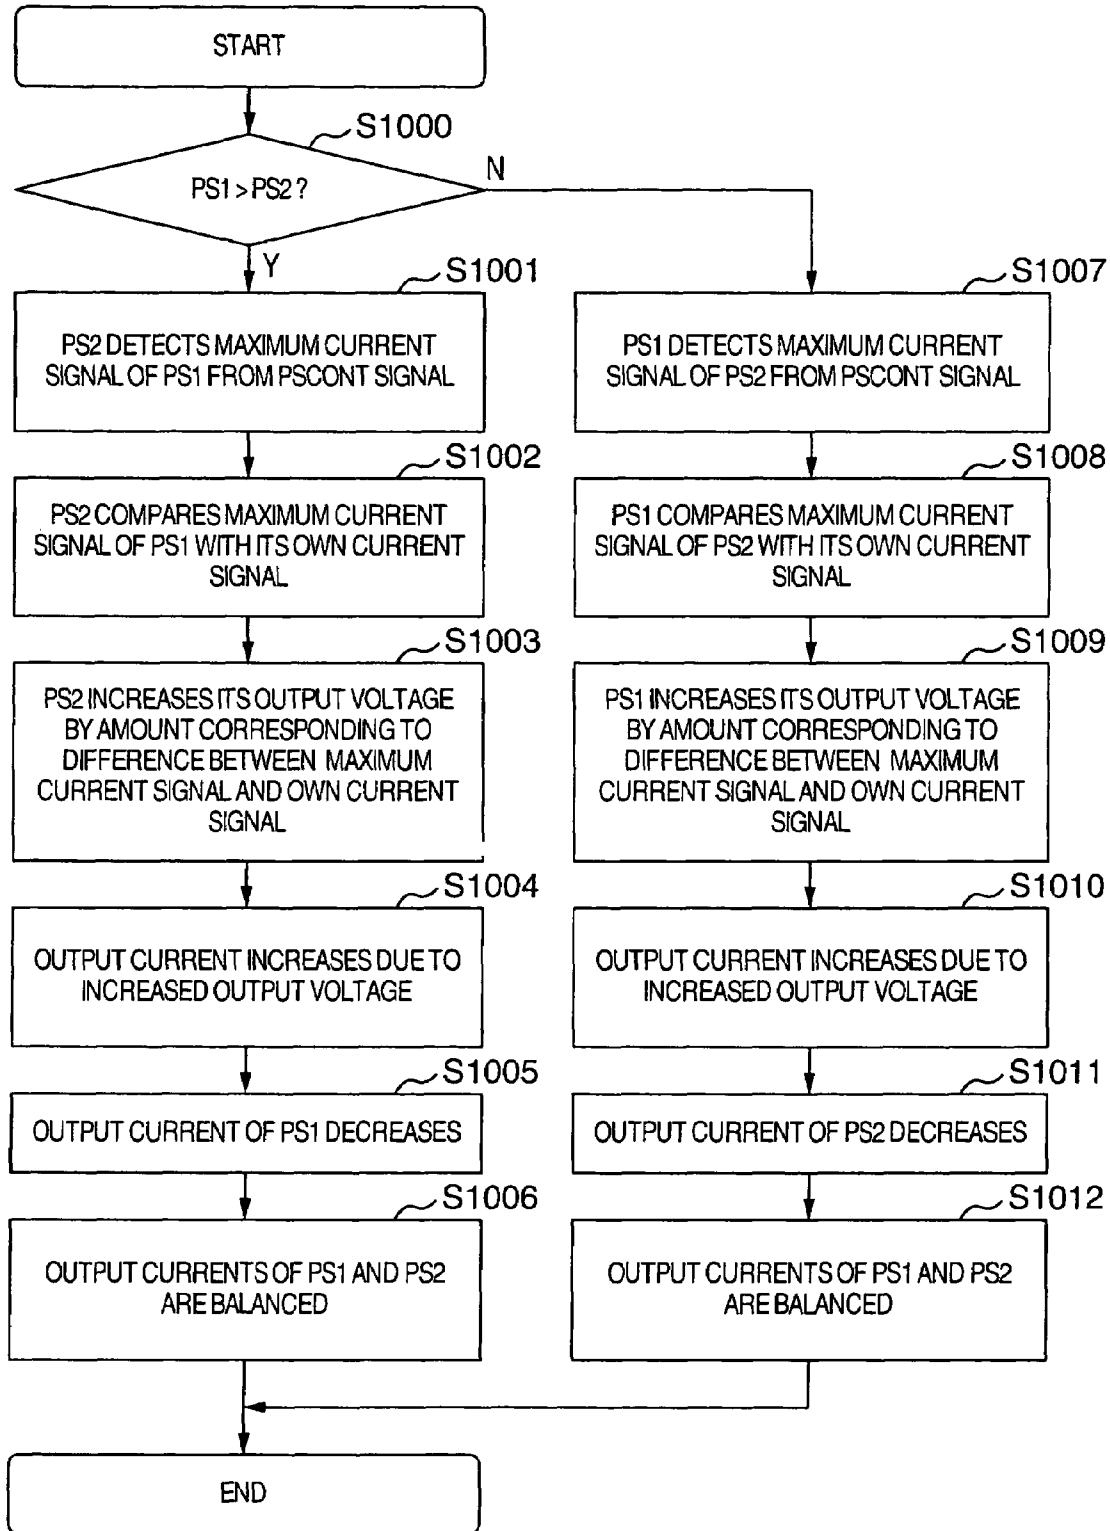 START
S1000
PS1 > PS2 ?
N
Y
S1001
PS2 DETECTS MAXIMUM CURRENT
SIGNAL OF PS1 FROM PSCONT SIGNAL
S1002
PS2 COMPARES MAXIMUM CURRENT
SIGNAL OF PS1 WITH ITS OWN CURRENT
SIGNAL
S1003
PS2 INCREASES ITS OUTPUT VOLTAGE
BY AMOUNT CORRESPONDING TO
DIFFERENCE BETWEEN MAXIMUM
CURRENT SIGNAL AND OWN CURRENT
SIGNAL
S1004
OUTPUT CURRENT INCREASES DUE TO
INCREASED OUTPUT VOLTAGE
S1005
OUTPUT CURRENT OF PS1 DECREASES
S1006
OUTPUT CURRENTS OF PS1 AND PS2
ARE BALANCED
S1007
PS1 DETECTS MAXIMUM CURRENT
SIGNAL OF PS2 FROM PSCONT SIGNAL
S1008
PS1 COMPARES MAXIMUM CURRENT
SIGNAL OF PS2 WITH ITS OWN CURRENT
SIGNAL
S1009
PS1 INCREASES ITS OUTPUT VOLTAGE
BY AMOUNT CORRESPONDING TO
DIFFERENCE BETWEEN MAXIMUM
CURRENT SIGNAL AND OWN CURRENT
SIGNAL
S1010
OUTPUT CURRENT INCREASES DUE TO
INCREASED OUTPUT VOLTAGE
S1011
OUTPUT CURRENT OF PS2 DECREASES
S1012
OUTPUT CURRENTS OF PS1 AND PS2
ARE BALANCED
END